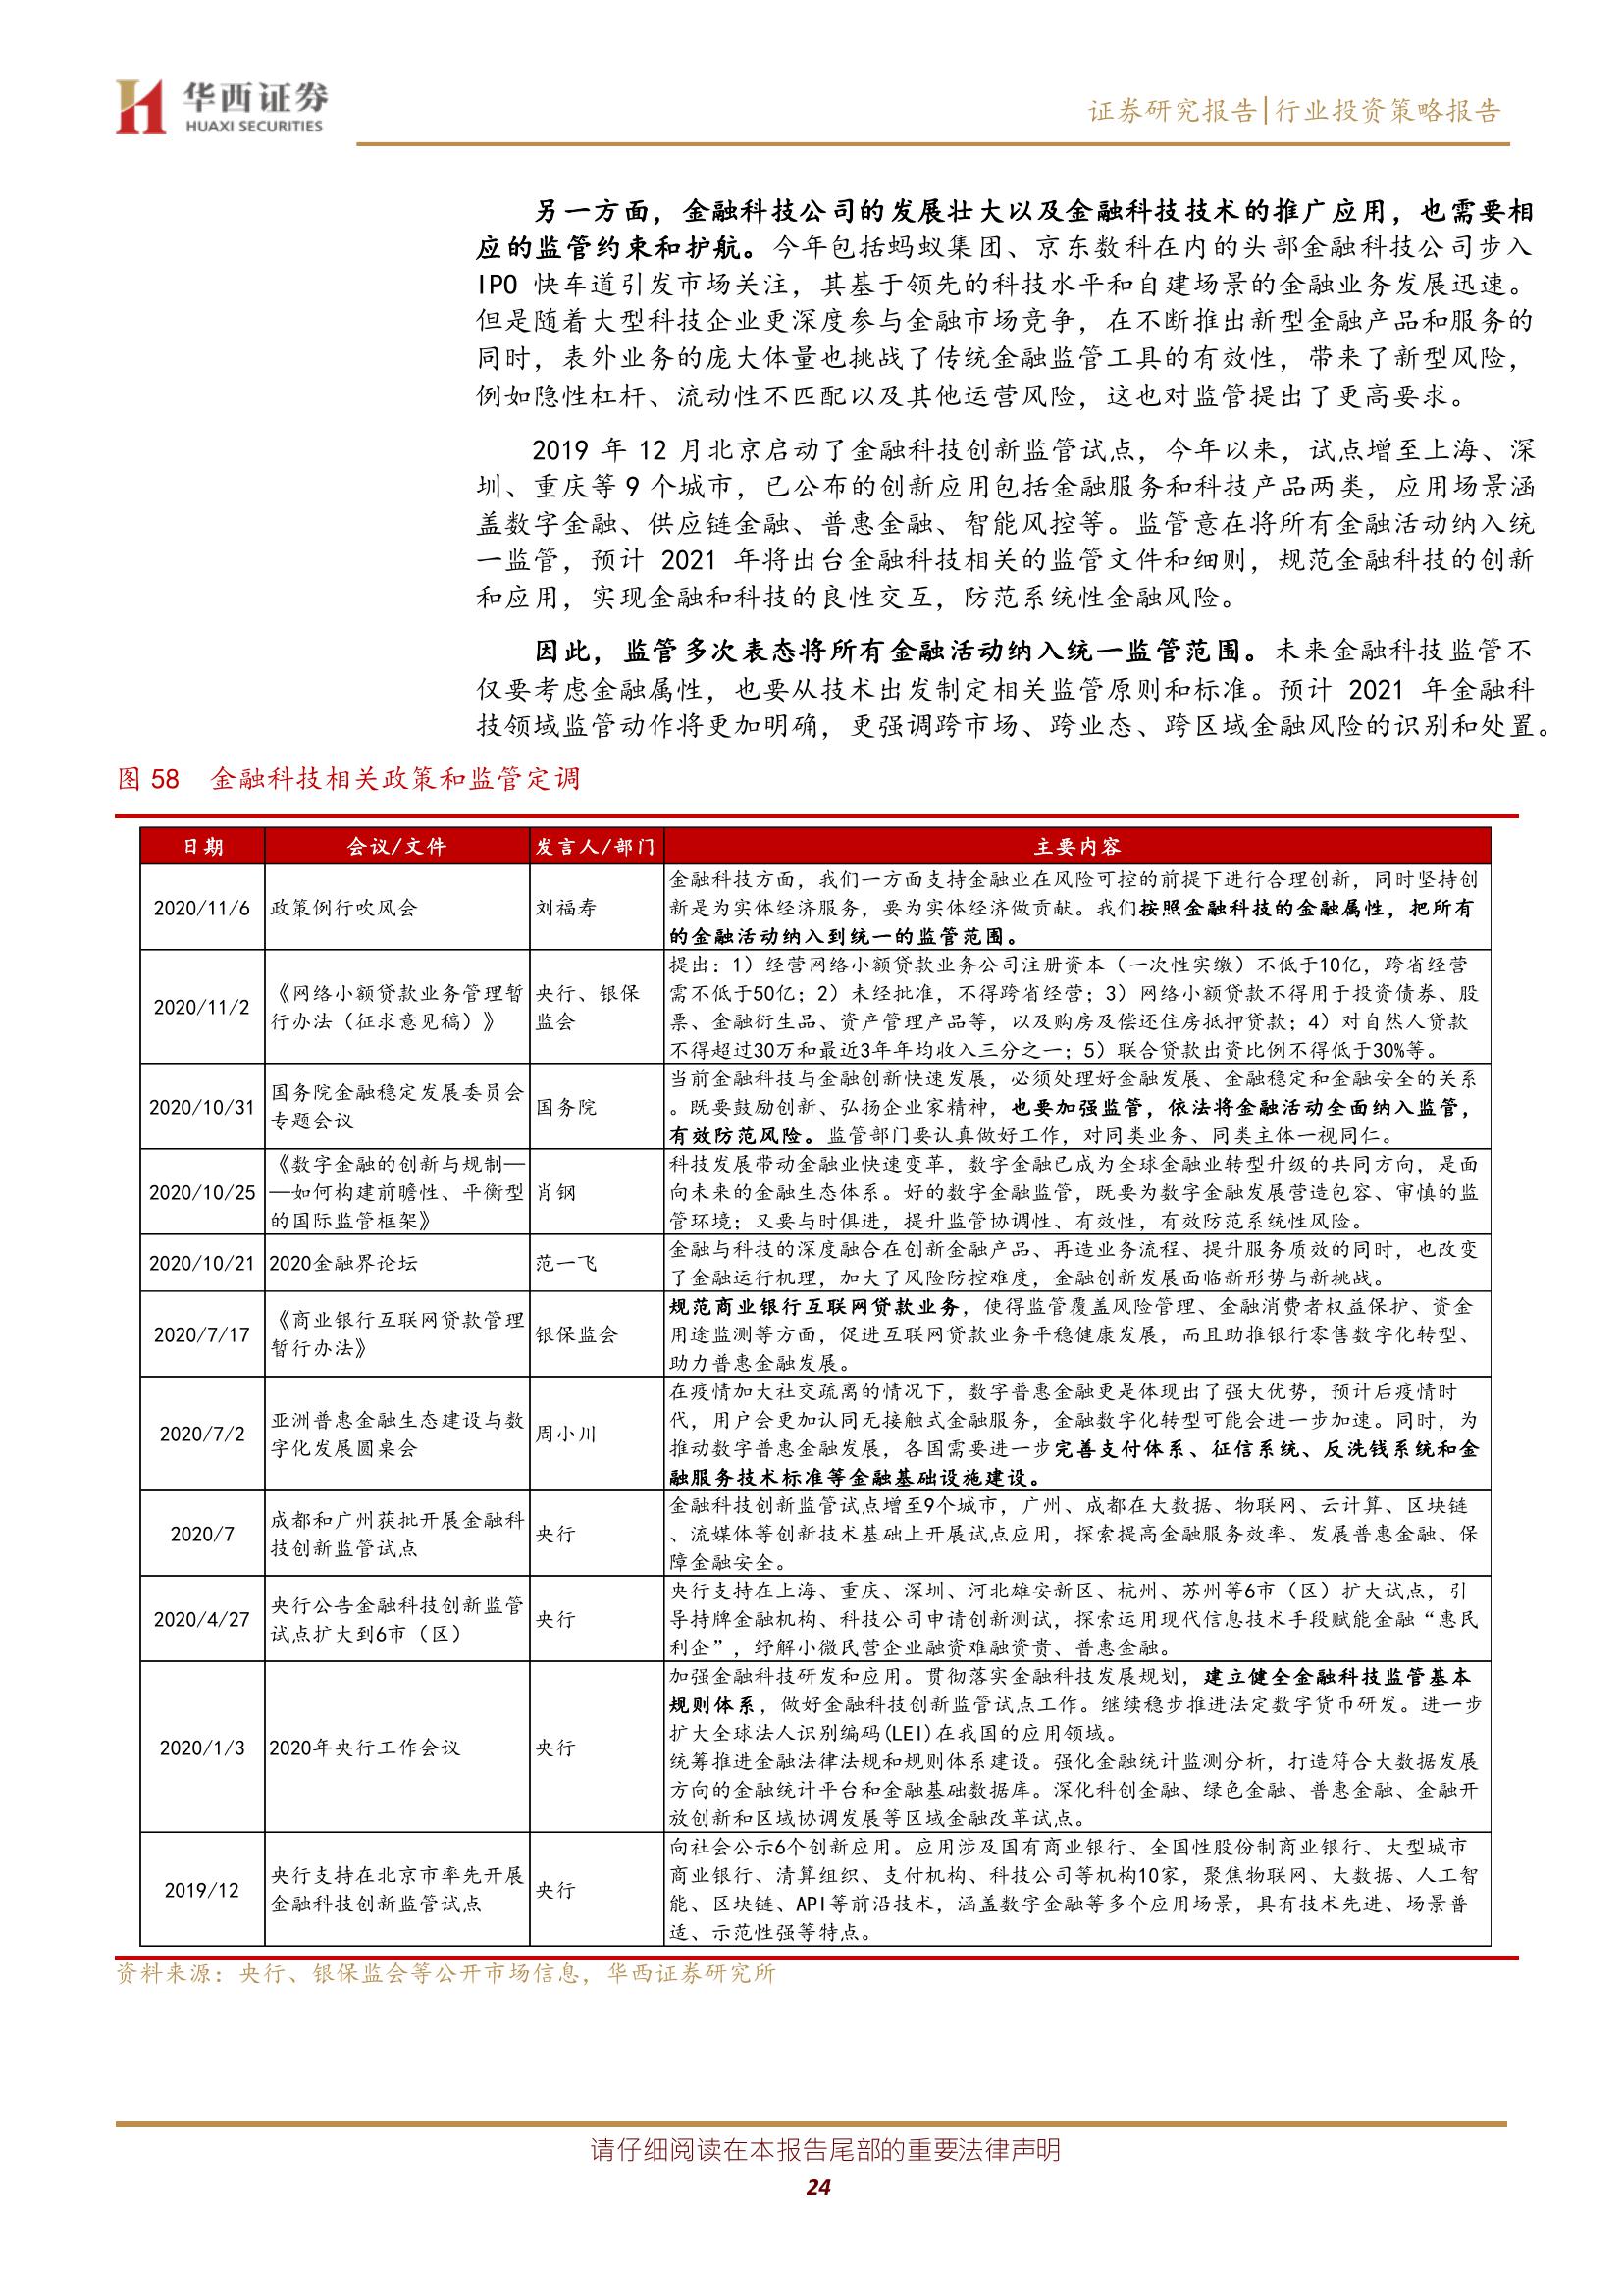 华西证券
HUAXI SECURITIES
证券研究报告|行业投资策略报告
另一方面，金融科技公司的发展壮大以及金融科技技术的推广应用，也需要相
应的监管约束和护航。今年包括蚂蚁集团、京东数科在内的头部金融科技公司步入
IPO 快车道引发市场关注，其基于领先的科技水平和自建场景的金融业务发展迅速。
但是随着大型科技企业更深度参与金融市场竞争，在不断推出新型金融产品和服务的
同时，表外业务的庞大体量也挑战了传统金融监管工具的有效性，带来了新型风险，
例如隐性杠杆、流动性不匹配以及其他运营风险，这也对监管提出了更高要求。
2019 年 12 月北京启动了金融科技创新监管试点，今年以来，试点增至上海、深
圳、重庆等 9 个城市，已公布的创新应用包括金融服务和科技产品两类，应用场景涵
盖数字金融、供应链金融、普惠金融、智能风控等。监管意在将所有金融活动纳入统
一监管，预计 2021 年将出台金融科技相关的监管文件和细则，规范金融科技的创新
和应用，实现金融和科技的良性交互，防范系统性金融风险。
因此，监管多次表态将所有金融活动纳入统一监管范围。未来金融科技监管不
仅要考虑金融属性，也要从技术出发制定相关监管原则和标准。预计 2021 年金融科
技领域监管动作将更加明确，更强调跨市场、跨业态、跨区域金融风险的识别和处置。
图 58 金融科技相关政策和监管定调
日期 会议/文件 发言人/部门 主要内容
2020/11/6 政策例行吹风会 刘福寿
金融科技方面，我们一方面支持金融业在风险可控的前提下进行合理创新，同时坚持创
新是为实体经济服务，要为实体经济做贡献。我们按照金融科技的金融属性，把所有
的金融活动纳入到统一的监管范围。
2020/11/2
《网络小额贷款业务管理暂
行办法（征求意见稿）》
央行、银保
监会
提出：1）经营网络小额贷款业务公司注册资本（一次性实缴）不低于10亿，跨省经营
需不低于50亿；2）未经批准，不得跨省经营；3）网络小额贷款不得用于投资债券、股
票、金融衍生品、资产管理产品等，以及购房及偿还住房抵押贷款；4）对自然人贷款
不得超过30万和最近3年年均收入三分之一；5）联合贷款出资比例不得低于30%等。
2020/10/31
国务院金融稳定发展委员会
专题会议
国务院
当前金融科技与金融创新快速发展，必须处理好金融发展、金融稳定和金融安全的关系
。既要鼓励创新、弘扬企业家精神，也要加强监管，依法将金融活动全面纳入监管，
有效防范风险。监管部门要认真做好工作，对同类业务、同类主体一视同仁。
2020/10/25
《数字金融的创新与规制—
—如何构建前瞻性、平衡型
的国际监管框架》
肖钢
科技发展带动金融业快速变革，数字金融已成为全球金融业转型升级的共同方向，是面
向未来的金融生态体系。好的数字金融监管，既要为数字金融发展营造包容、审慎的监
管环境；又要与时俱进，提升监管协调性、有效性，有效防范系统性风险。
2020/10/21 2020金融界论坛 范一飞
金融与科技的深度融合在创新金融产品、再造业务流程、提升服务质效的同时，也改变
了金融运行机理，加大了风险防控难度，金融创新发展面临新形势与新挑战。
2020/7/17
《商业银行互联网贷款管理
暂行办法》
银保监会
规范商业银行互联网贷款业务，使得监管覆盖风险管理、金融消费者权益保护、资金
用途监测等方面，促进互联网贷款业务平稳健康发展，而且助推银行零售数字化转型、
助力普惠金融发展。
2020/7/2
亚洲普惠金融生态建设与数
字化发展圆桌会
周小川
在疫情加大社交疏离的情况下，数字普惠金融更是体现出了强大优势，预计后疫情时
代，用户会更加认同无接触式金融服务，金融数字化转型可能会进一步加速。同时，为
推动数字普惠金融发展，各国需要进一步完善支付体系、征信系统、反洗钱系统和金
融服务技术标准等金融基础设施建设。
2020/7
成都和广州获批开展金融科
技创新监管试点
央行
金融科技创新监管试点增至9个城市，广州、成都在大数据、物联网、云计算、区块链
、流媒体等创新技术基础上开展试点应用，探索提高金融服务效率、发展普惠金融、保
障金融安全。
2020/4/27
央行公告金融科技创新监管
试点扩大到6市（区）
央行
央行支持在上海、重庆、深圳、河北雄安新区、杭州、苏州等6市（区）扩大试点，引
导持牌金融机构、科技公司申请创新测试，探索运用现代信息技术手段赋能金融“惠民
利企”，纾解小微民营企业融资难融资贵、普惠金融。
2020/1/3 2020年央行工作会议 央行
加强金融科技研发和应用。贯彻落实金融科技发展规划，建立健全金融科技监管基本
规则体系，做好金融科技创新监管试点工作。继续稳步推进法定数字货币研发。进一步
扩大全球法人识别编码(LEI)在我国的应用领域。
统筹推进金融法律法规和规则体系建设。强化金融统计监测分析，打造符合大数据发展
方向的金融统计平台和金融基础数据库。深化科创金融、绿色金融、普惠金融、金融开
放创新和区域协调发展等区域金融改革试点。
2019/12
央行支持在北京市率先开展
金融科技创新监管试点
央行
向社会公示6个创新应用。应用涉及国有商业银行、全国性股份制商业银行、大型城市
商业银行、清算组织、支付机构、科技公司等机构10家，聚焦物联网、大数据、人工智
能、区块链、API等前沿技术，涵盖数字金融等多个应用场景，具有技术先进、场景普
适、示范性强等特点。
资料来源：央行、银保监会等公开市场信息，华西证券研究所
请仔细阅读在本报告尾部的重要法律声明
24